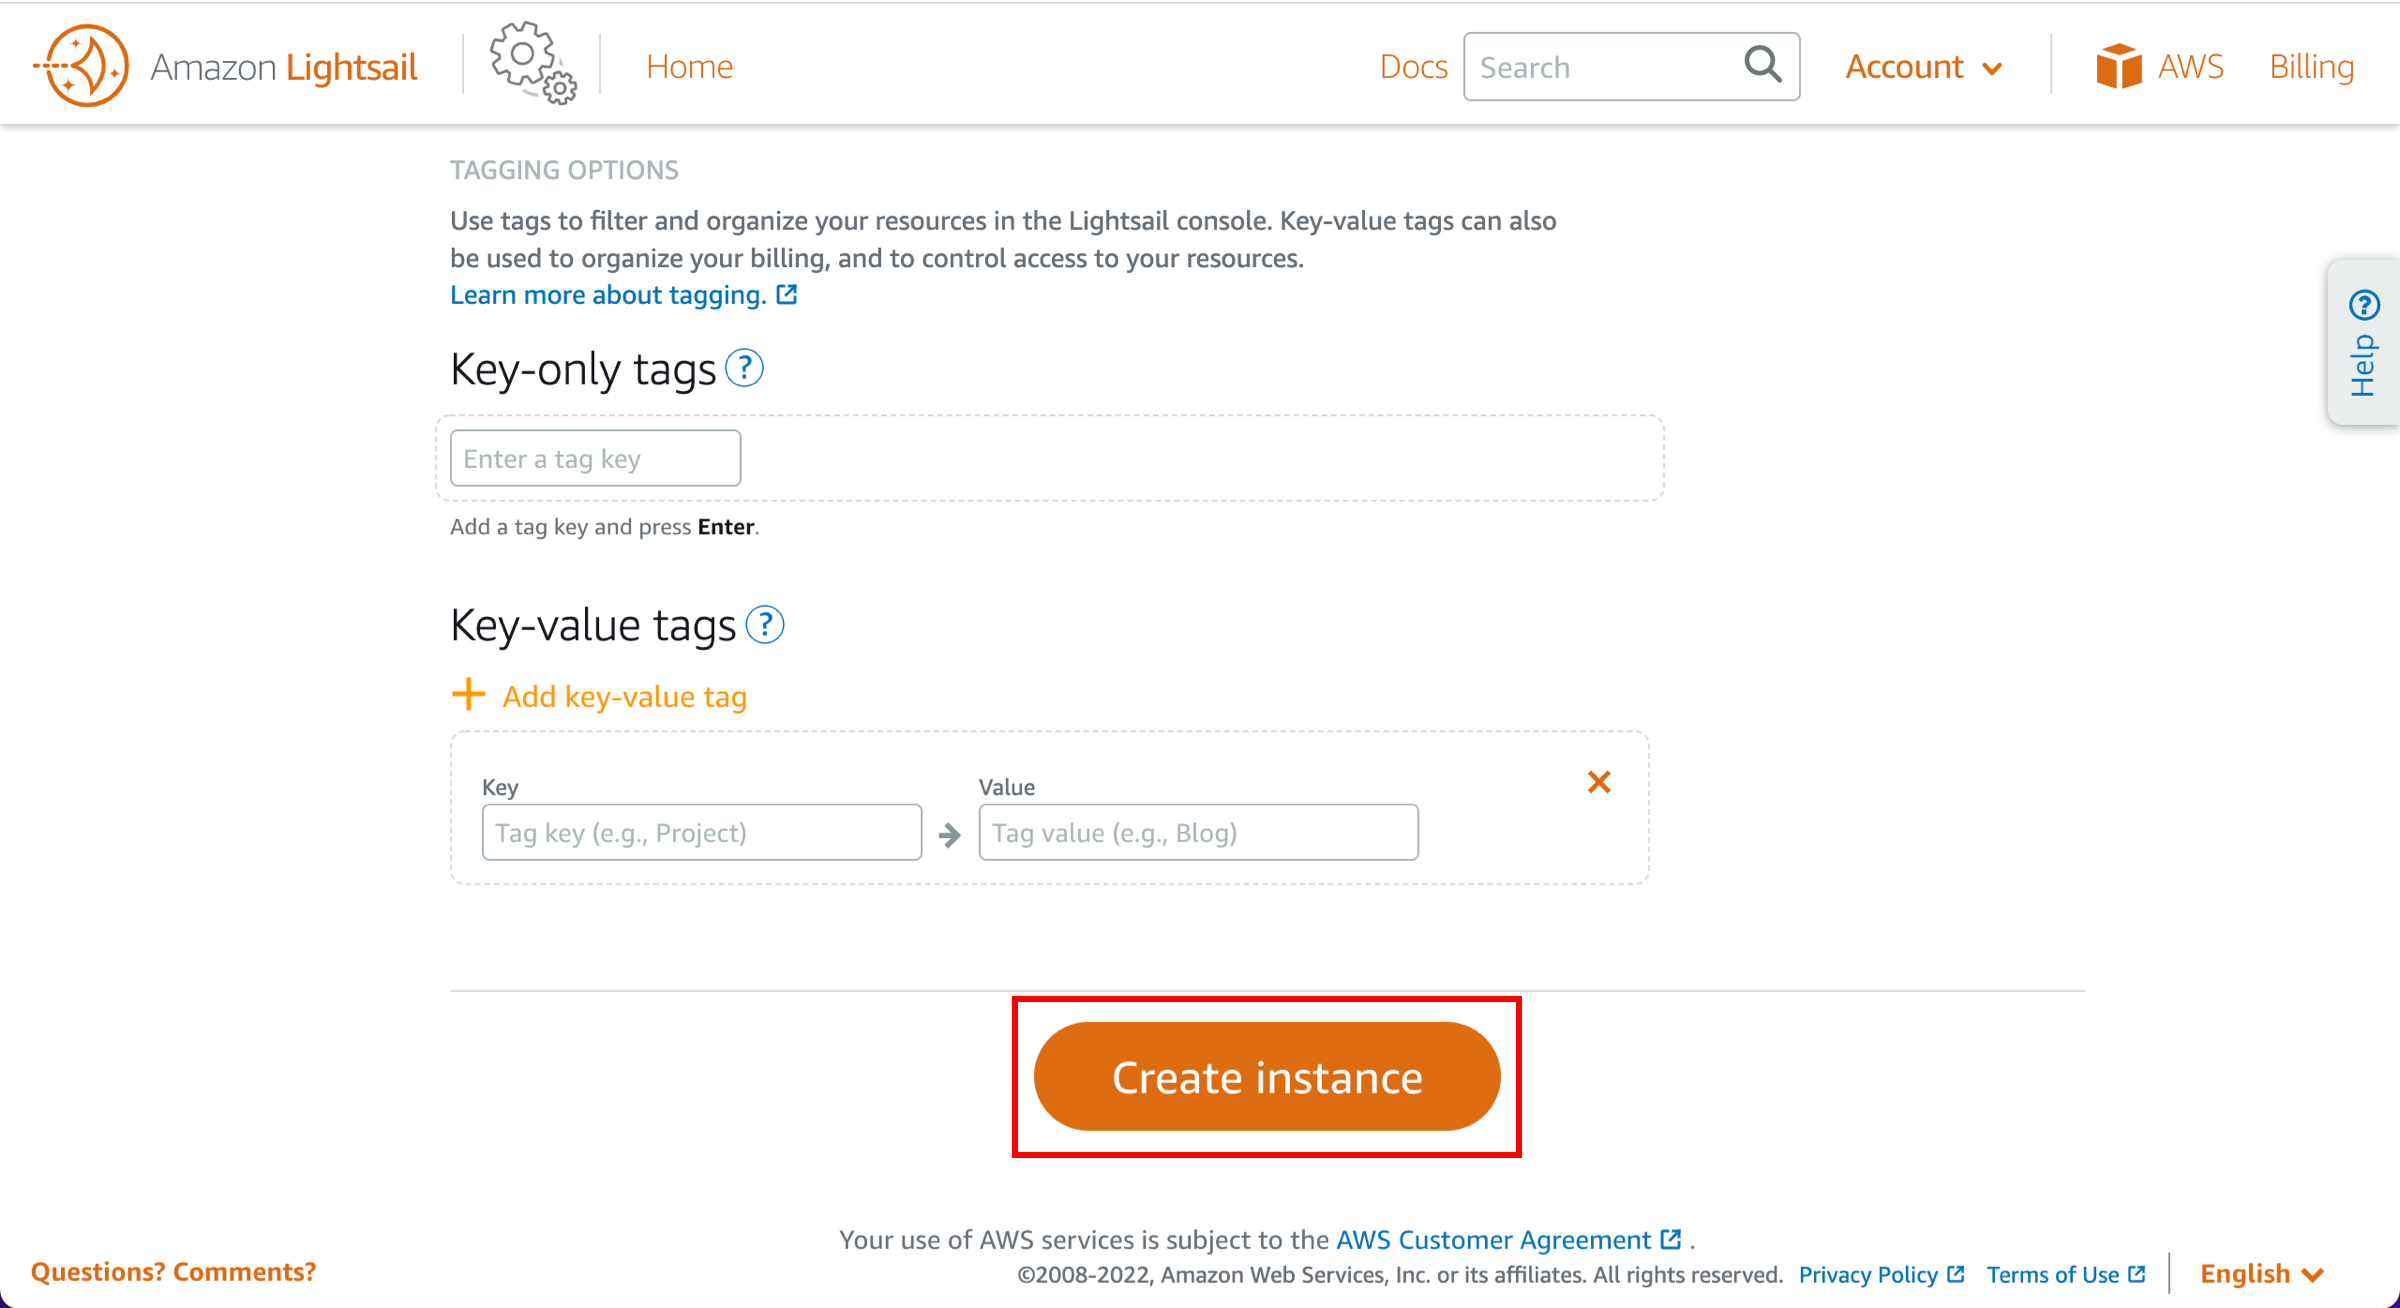 Amazon Lightsail
Home
Docs
Search
Account
AWS
Billing
TAGGING OPTIONS
Use tags to filter and organize your resources in the Lightsail console. Key-value tags can also
be used to organize your billing, and to control access to your resources.
Learn more about tagging.
Help ?
Key-only tags ?
Enter a tag key
Add a tag key and press Enter.
Key-value tags ?
+ Add key-value tag
Key
Value
Tag key (e.g., Project)
Tag value (e.g., Blog)
Create instance
Your use of AWS services is subject to the AWS Customer Agreement .
Questions? Comments?
©2008-2022, Amazon Web Services, Inc. or its affiliates. All rights reserved.
Privacy Policy
Terms of Use
English